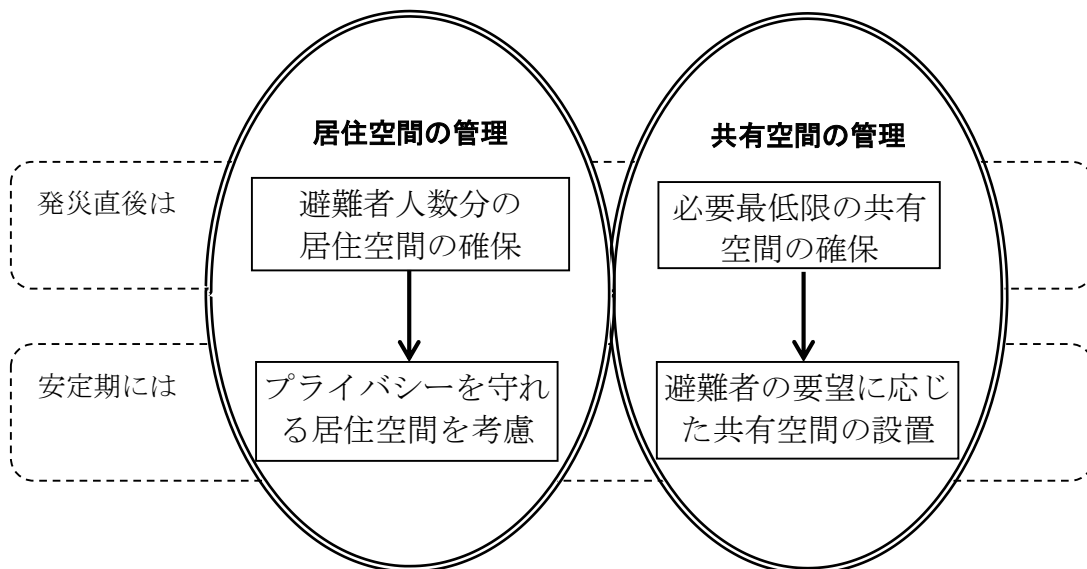 居住空間の管理
共有空間の管理
発災直後は
避難者人数分の
居住空間の確保
必要最低限の共有
空間の確保
安定期には
プライバシーを守れ
る居住空間を考慮
避難者の要望に応じ
た共有空間の設置